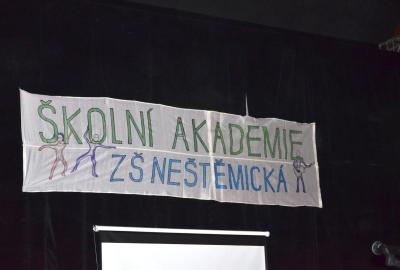 ŠKOLNÍ AKADEMIE
ZŠ NEŠTĚMICKÁ